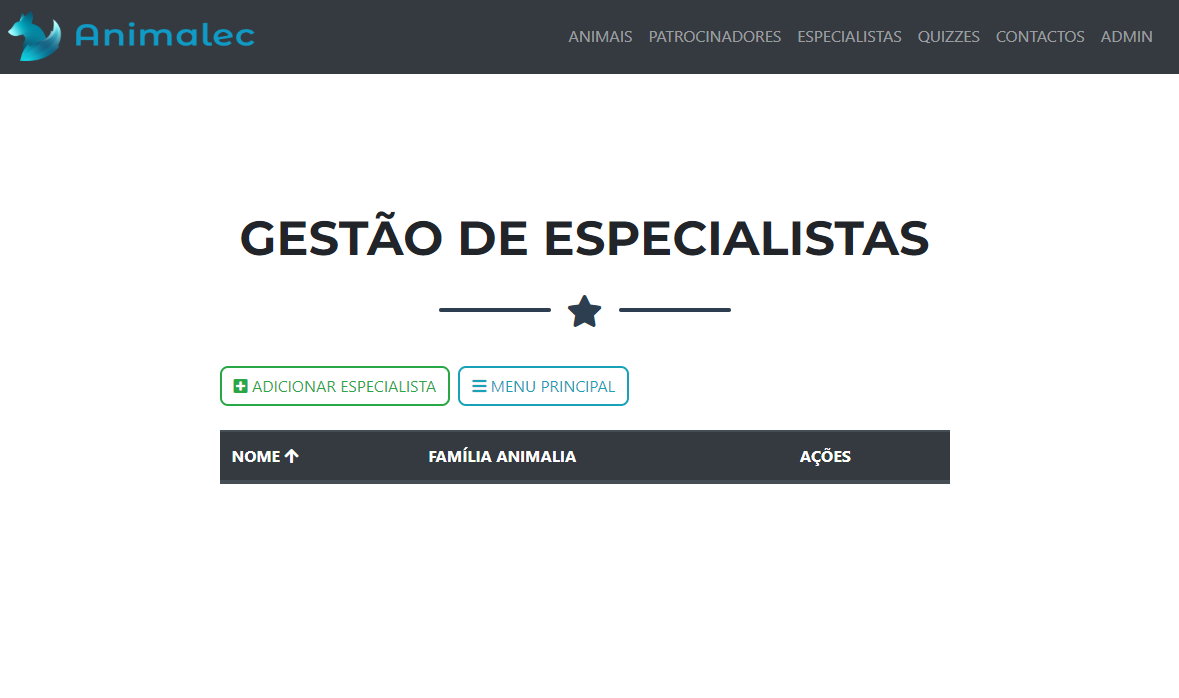 Animalec
ANIMAIS PATROCINADORES ESPECIALISTAS QUIZZES CONTACTOS ADMIN
GESTÃO DE ESPECIALISTAS
ADICIONAR ESPECIALISTA MENU PRINCIPAL
NOME FAMÍLIA ANIMALIA AÇÕES